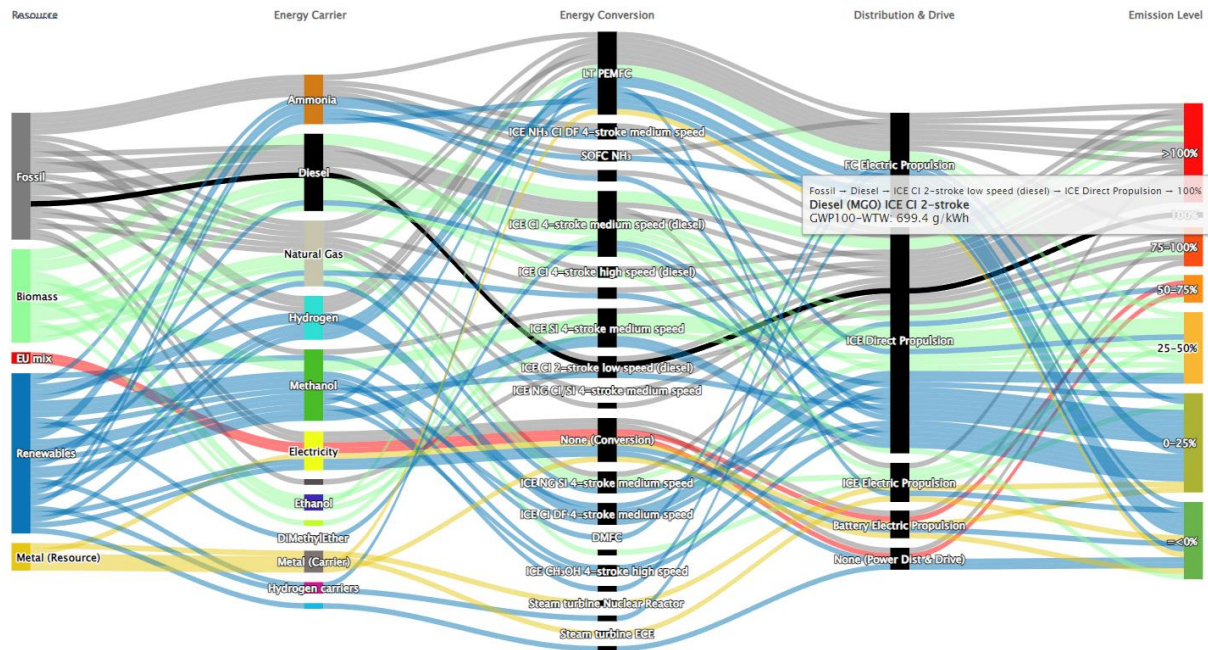 Resource
Energy Carrier
Energy Conversion
Distribution & Drive
Emission Level
Fossil
Biomass
EU mix
Renewables
Metal (Resource)
Ammonia
Diesel
Natural Gas
Hydrogen
Methanol
Electricity
Ethanol
DiMethylEther
Metal (Carrier)
Hydrogen carriers
LT PEMFC
ICE NH₃ CI DF 4-stroke medium speed
SOFC NH₃
ICE CI 4-stroke medium speed (diesel)
ICE CI 4-stroke high speed (diesel)
ICE SI 4-stroke medium speed
ICE CI 2-stroke low speed (diesel)
ICE NG CI/SI 4-stroke medium speed
None (Conversion)
ICE NG SI 4-stroke medium speed
ICE CI DF 4-stroke medium speed
DMFC
ICE CH₃OH 4-stroke high speed
Steam turbine Nuclear Reactor
Steam turbine ECE
FC Electric Propulsion
Fossil → Diesel → ICE CI 2-stroke low speed (diesel) → ICE Direct Propulsion → 100%
Diesel (MGO) ICE CI 2-stroke
GWP100-WTW: 699.4 g/kWh
ICE Direct Propulsion
ICE Electric Propulsion
Battery Electric Propulsion
None (Power Dist & Drive)
>100%
100%
75-100%
50-75%
25-50%
0-25%
=<0%